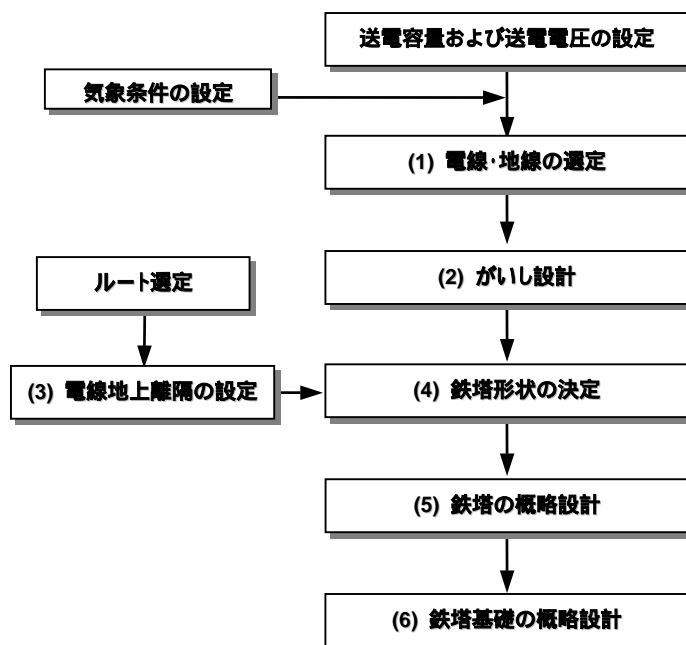 送電容量および送電電圧の設定
気象条件の設定
(1) 電線・地線の選定
(2) がいし設計
ルート選定
(3) 電線地上離隔の設定
(4) 鉄塔形状の決定
(5) 鉄塔の概略設計
(6) 鉄塔基礎の概略設計